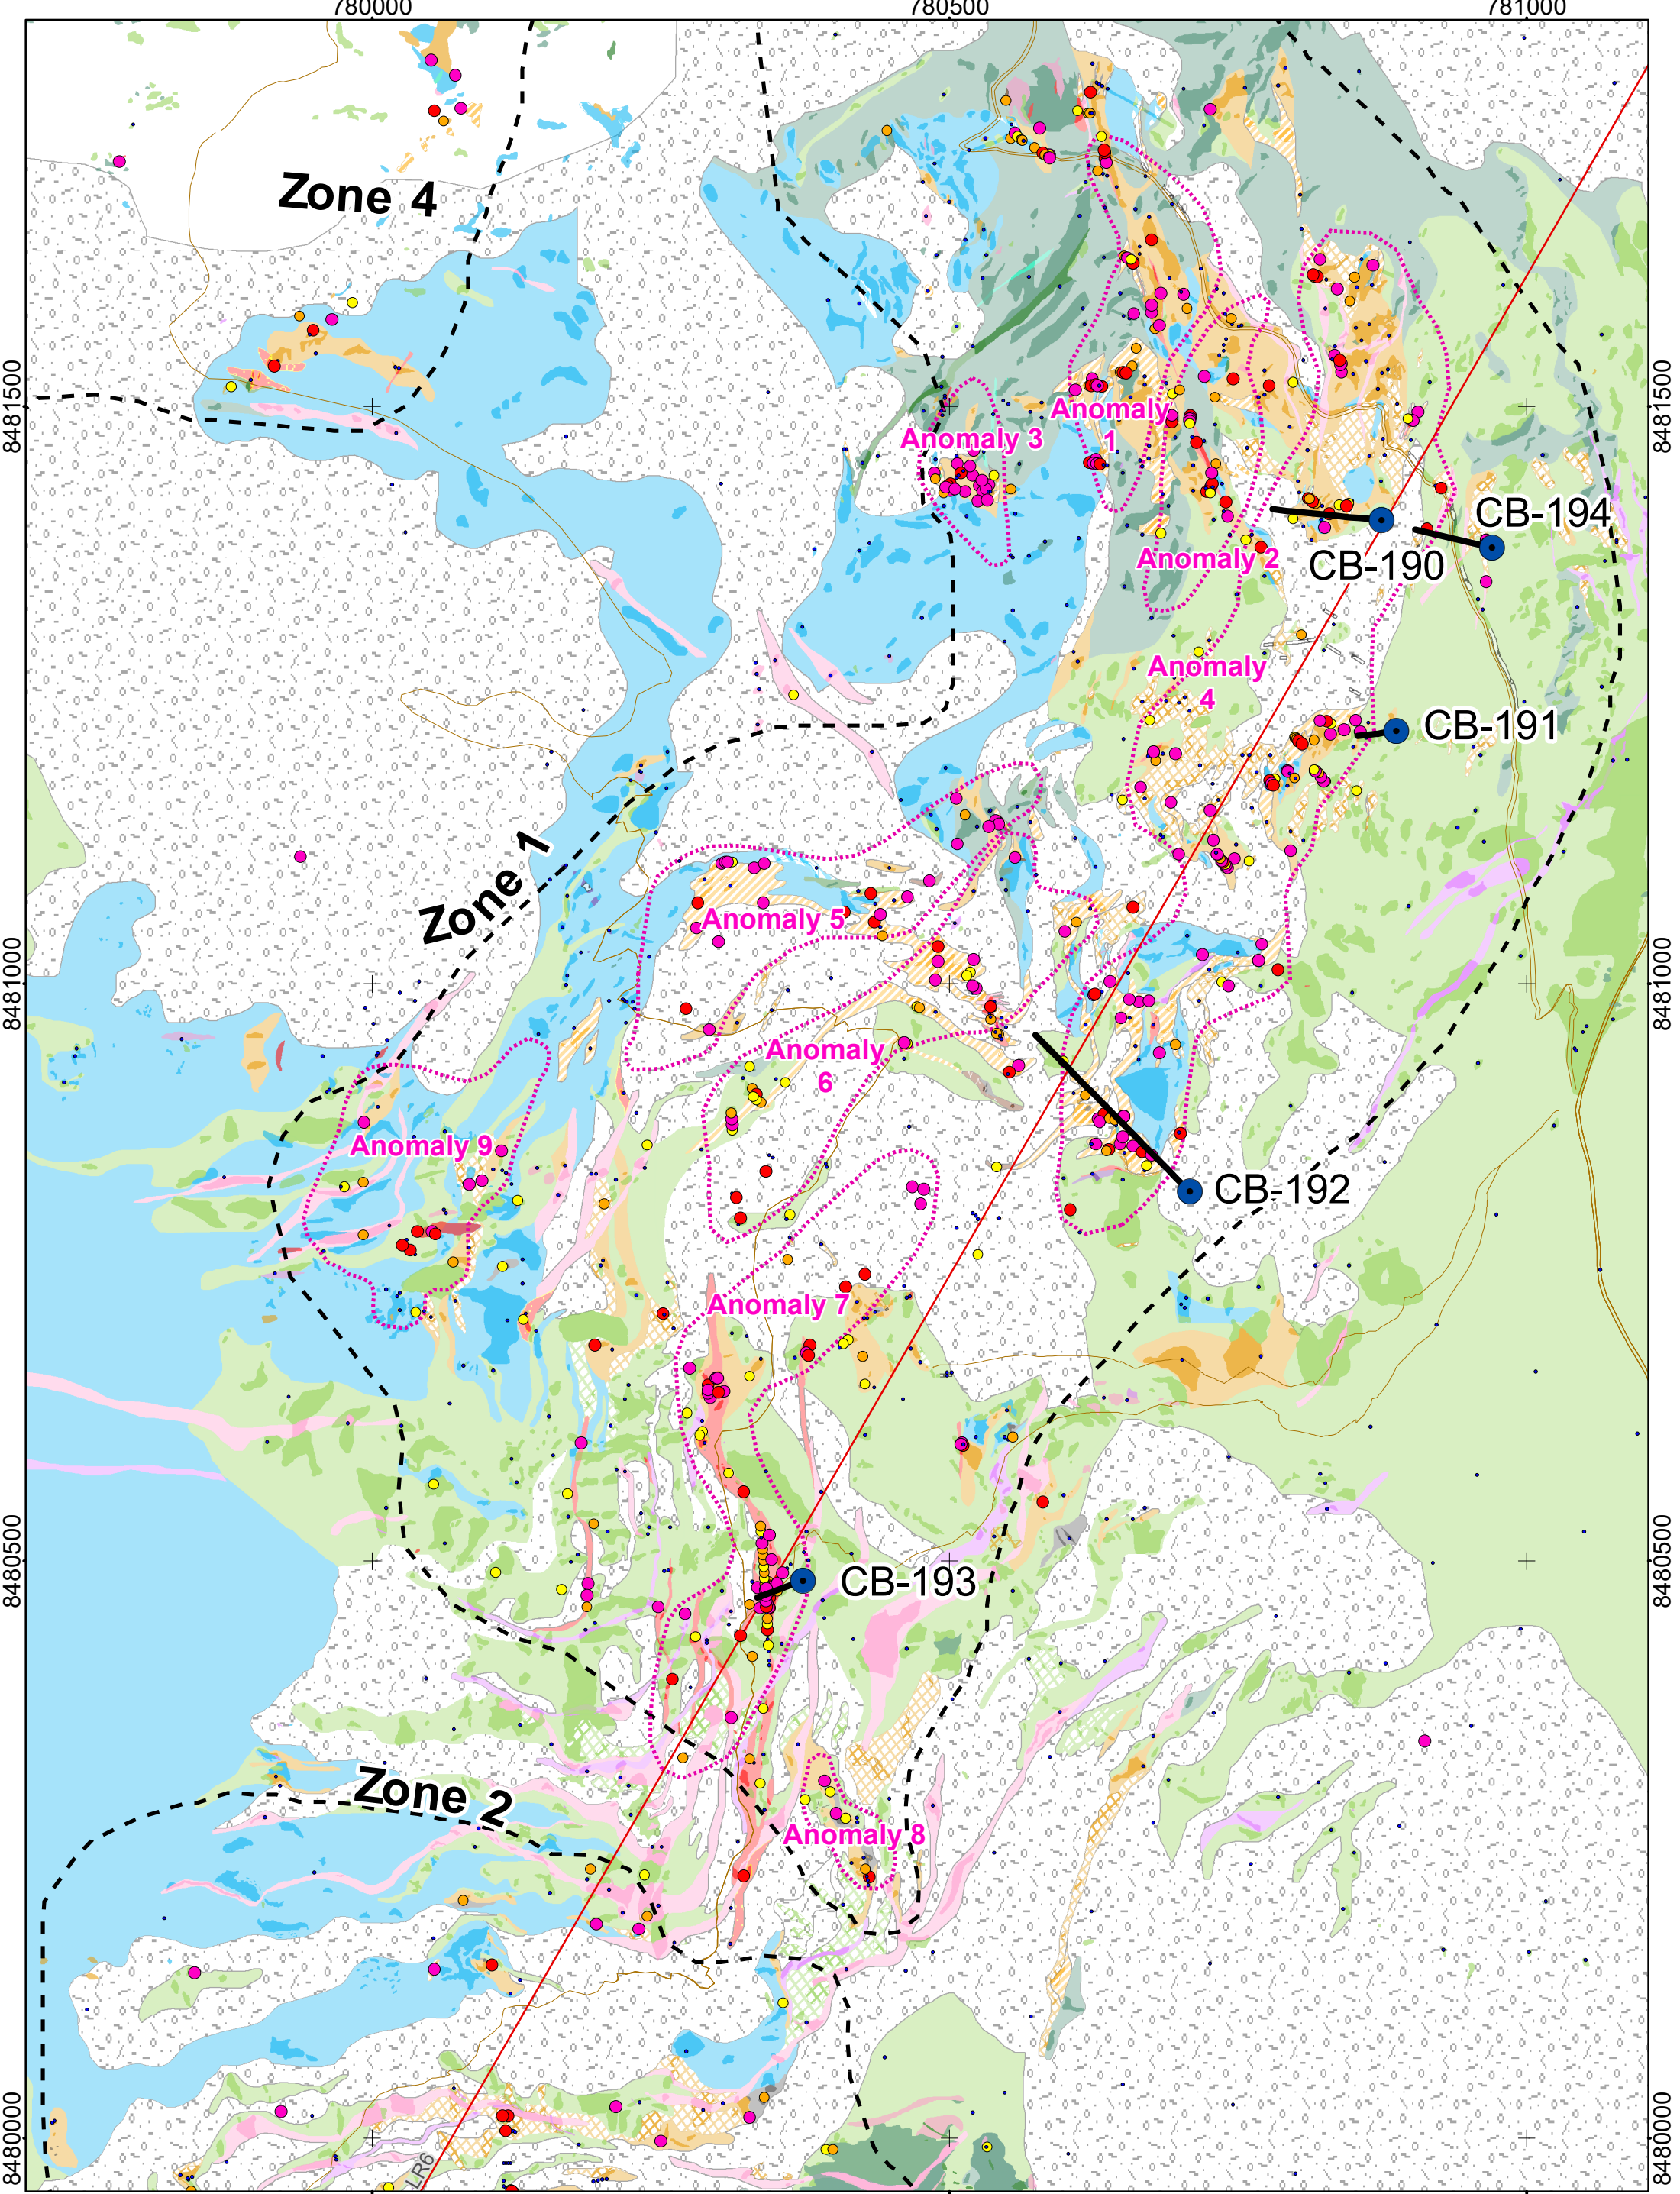 780000
780500
781000
Zone 4
8481500
8481500
Anomaly
1
Anomaly 3
CB-194
Anomaly 2
CB-190
Anomaly
4
CB-191
Zone 1
Anomaly 5
8481000
8481000
Anomaly
6
Anomaly 9
CB-192
Anomaly 7
8480500
8480500
CB-193
Zone 2
Anomaly 8
8480000
8480000
LR6